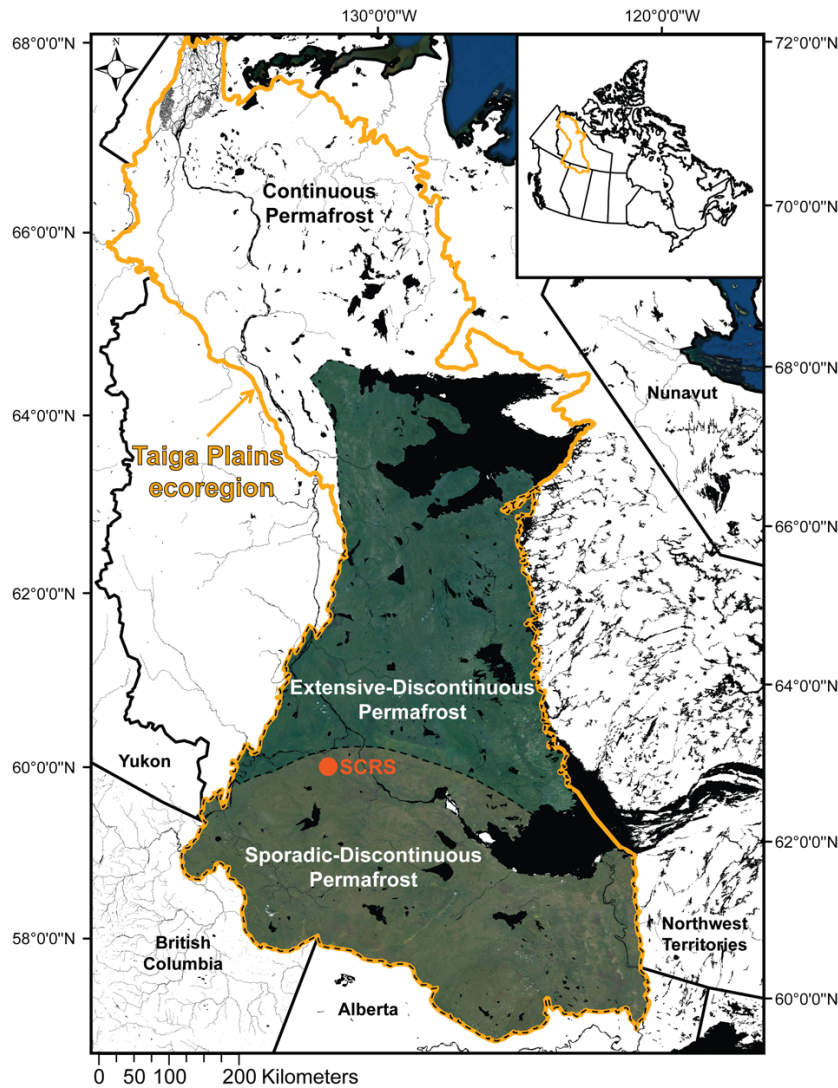 130°0'0"W
120°0'0"W
68°0'0"N
72°0'0"N
N
Continuous
Permafrost
70°0'0"N
66°0'0"N
68°0'0"N
Nunavut
64°0'0"N
Taiga Plains
ecoregion
66°0'0"N
62°0'0"N
Extensive-Discontinuous
Permafrost
64°0'0"N
Yukon
60°0'0"N
SCRS
62°0'0"N
Sporadic-Discontinuous
Permafrost
58°0'0"N
British
Columbia
Northwest
Territories
Alberta
60°0'0"N
0 50 100 200 Kilometers